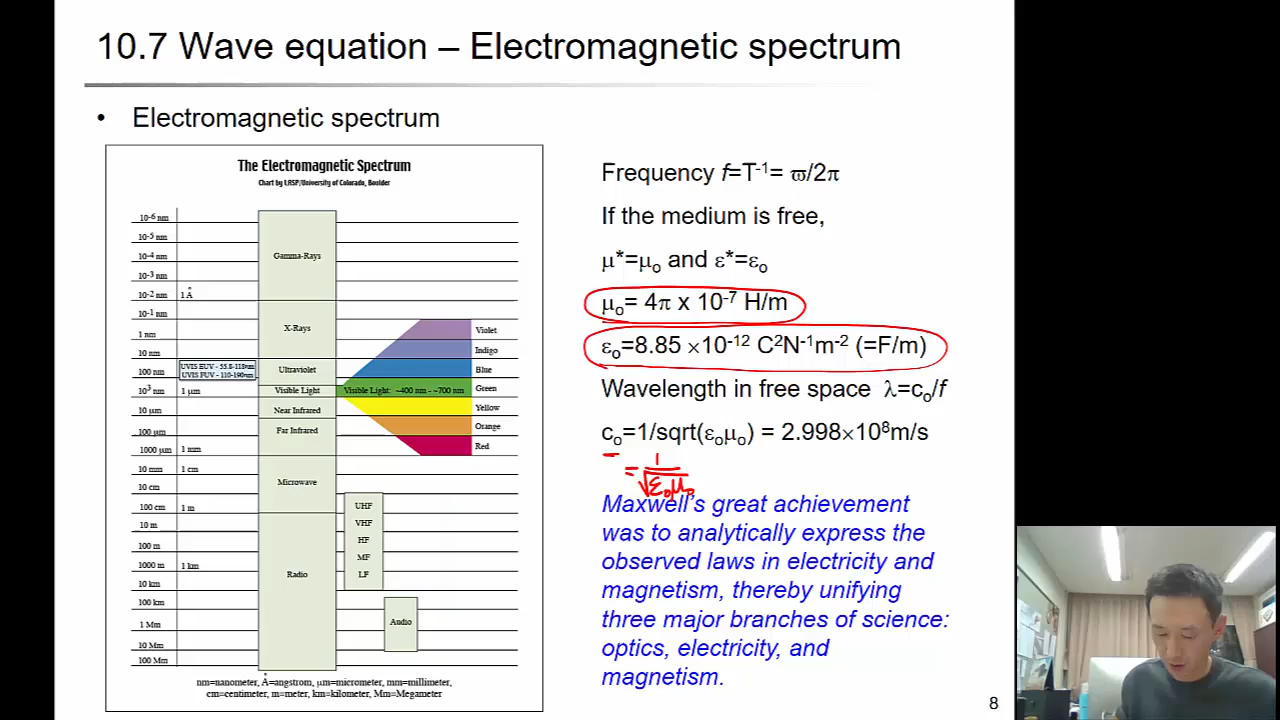 10.7 Wave equation – Electromagnetic spectrum
• Electromagnetic spectrum
The Electromagnetic Spectrum
Chart by LASP/University of Colorado, Boulder
10-6 nm
10-5 nm
10-4 nm
10-3 nm
10-2 nm 1 Å
10-1 nm
1 nm
10 nm
100 nm
10³ nm 1 μm
10 μm
100 μm
1000 μm 1 mm
10 mm 1 cm
10 cm
100 cm 1 m
10 m
100 m
1000 m 1 km
10 km
100 km
1 Mm
10 Mm
100 Mm
UVIS EUV - 55.8-118nm
UVIS FUV - 110-190nm
Gamma-Rays
X-Rays
Ultraviolet
Visible Light
Near Infrared
Far Infrared
Microwave
Radio
Visible Light: ~400 nm - ~700 nm
Violet
Indigo
Blue
Green
Yellow
Orange
Red
UHF
VHF
HF
MF
LF
Audio
nm=nanometer, Å=angstrom, μm=micrometer, mm=millimeter,
cm=centimeter, m=meter, km=kilometer, Mm=Megameter
Frequency f=T-1= ϖ/2π
If the medium is free,
μ*=μo and ε*=εo
μo= 4π x 10-7 H/m
εo=8.85 ×10-12 C2N-1m-2 (=F/m)
Wavelength in free space λ=co/f
co=1/sqrt(εoμo) = 2.998×108m/s
= 1/√ε₀μ₀
Maxwell's great achievement
was to analytically express the
observed laws in electricity and
magnetism, thereby unifying
three major branches of science:
optics, electricity, and
magnetism.
8